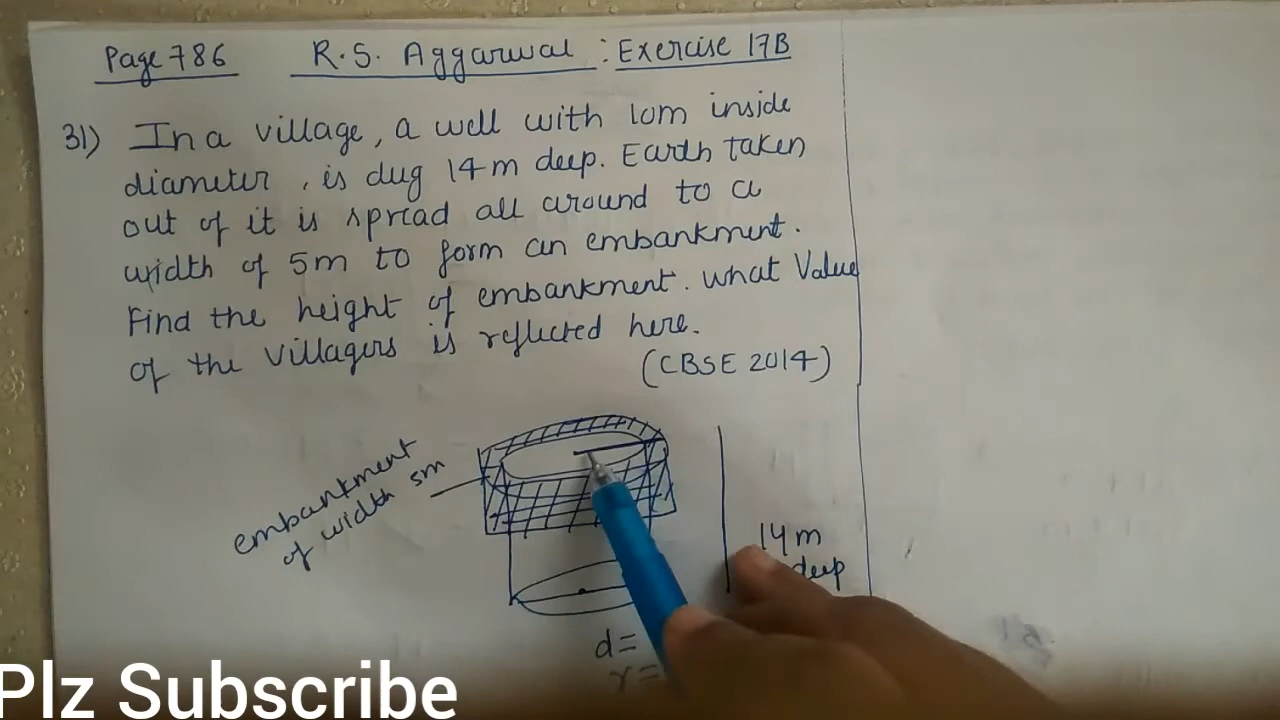 Page 786 R.S. Aggarwal : Exercise 17B
31) In a village, a well with 10m inside
diameter, is dug 14m deep. Earth taken
out of it is spread all around to a
width of 5m to form an embankment.
Find the height of embankment. what Value
of the villagers is reflected here.
(CBSE 2014)
embankment
of width 5m
14m
deep
d=
r=
Plz Subscribe